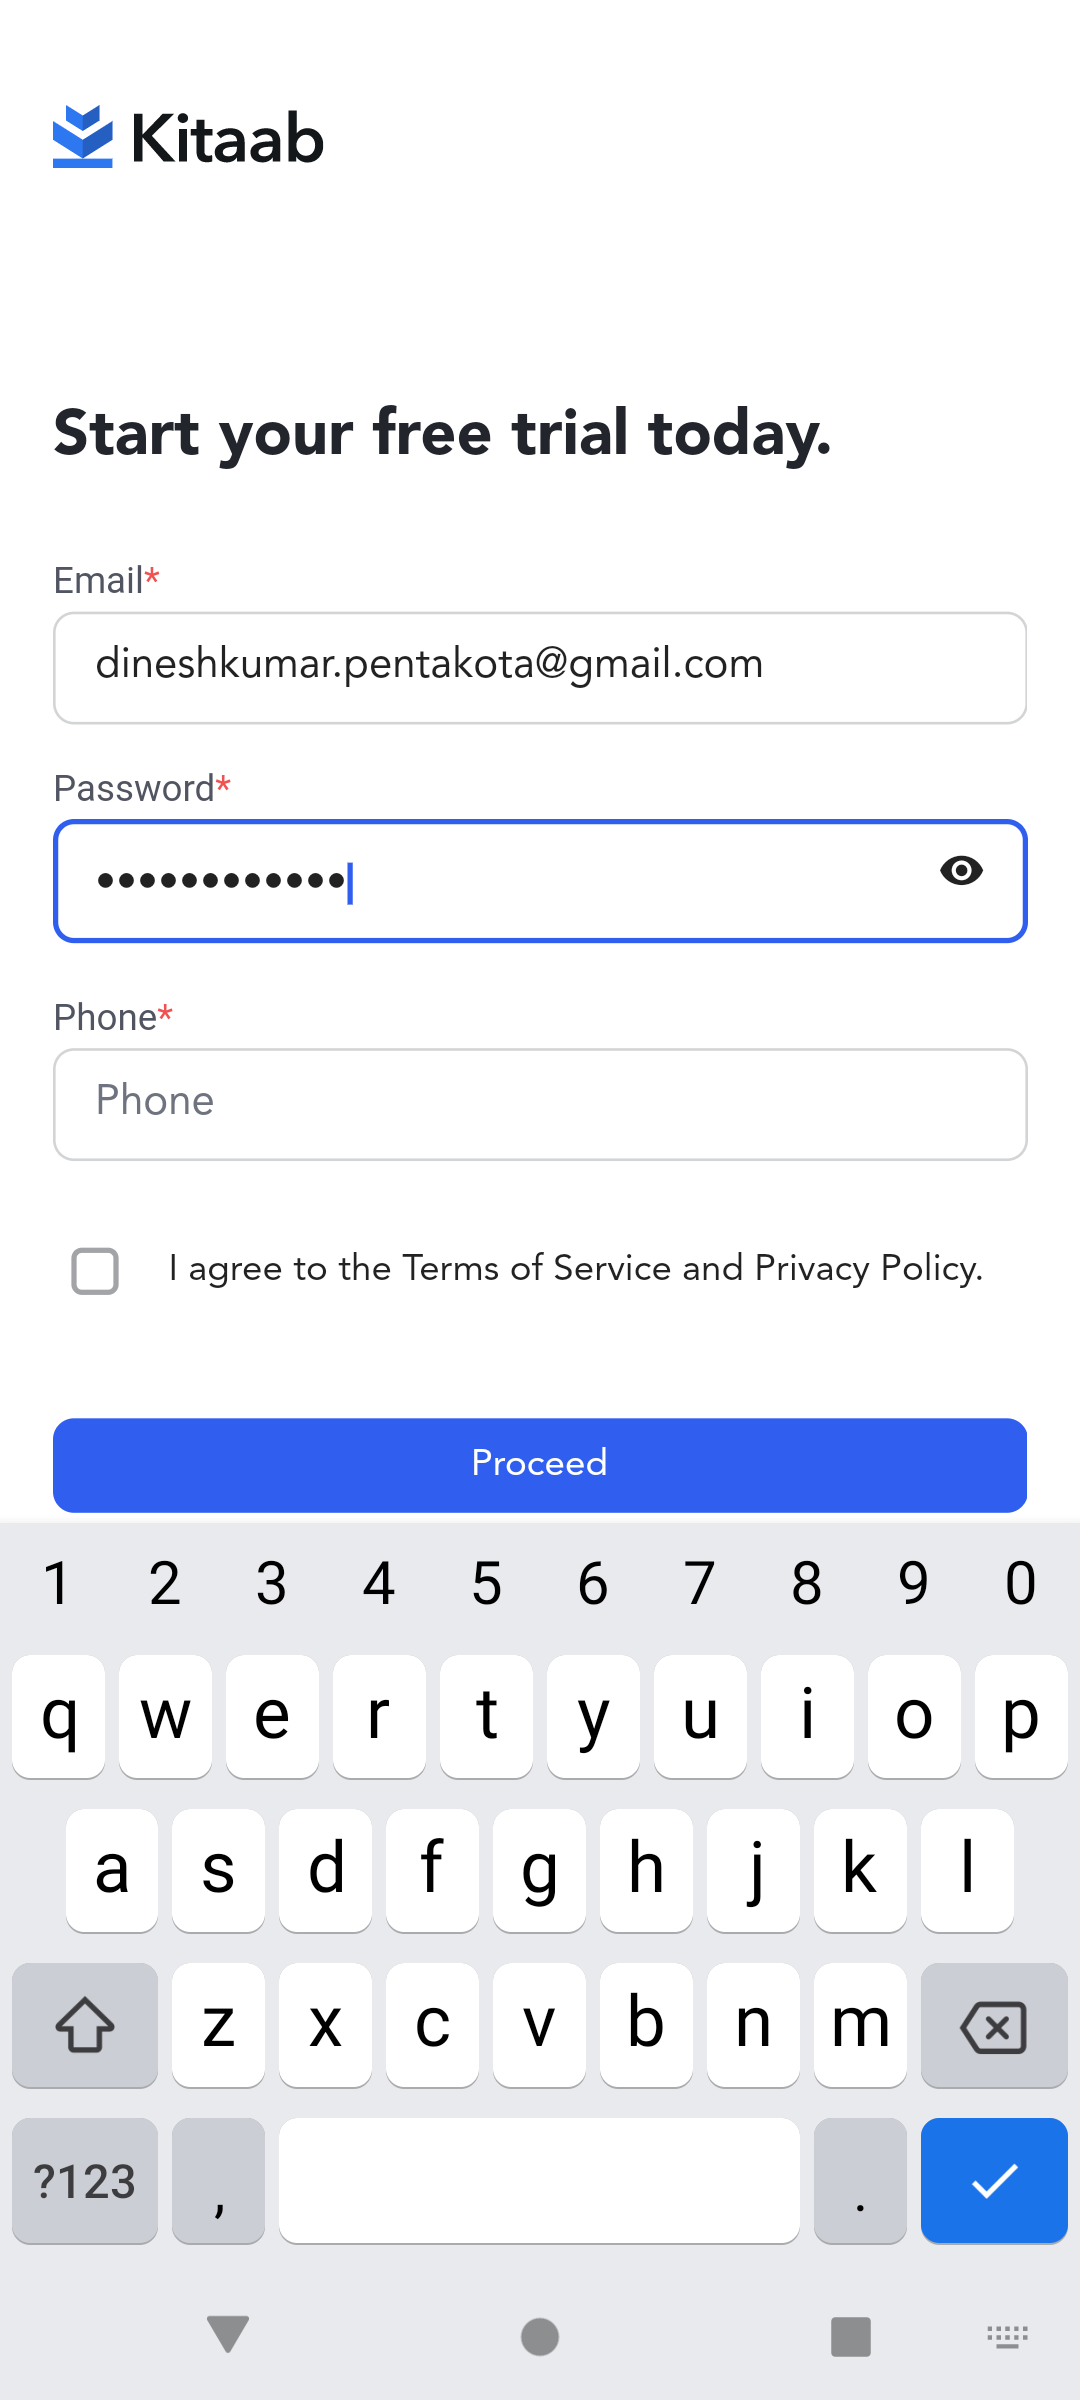 Kitaab
Start your free trial today.
Email*
dineshkumar.pentakota@gmail.com
Password*
••••••••••••
Phone*
Phone
I agree to the Terms of Service and Privacy Policy.
Proceed
1 2 3 4 5 6 7 8 9 0
q w e r t y u i o p
a s d f g h j k l
z x c v b n m
?123 , .